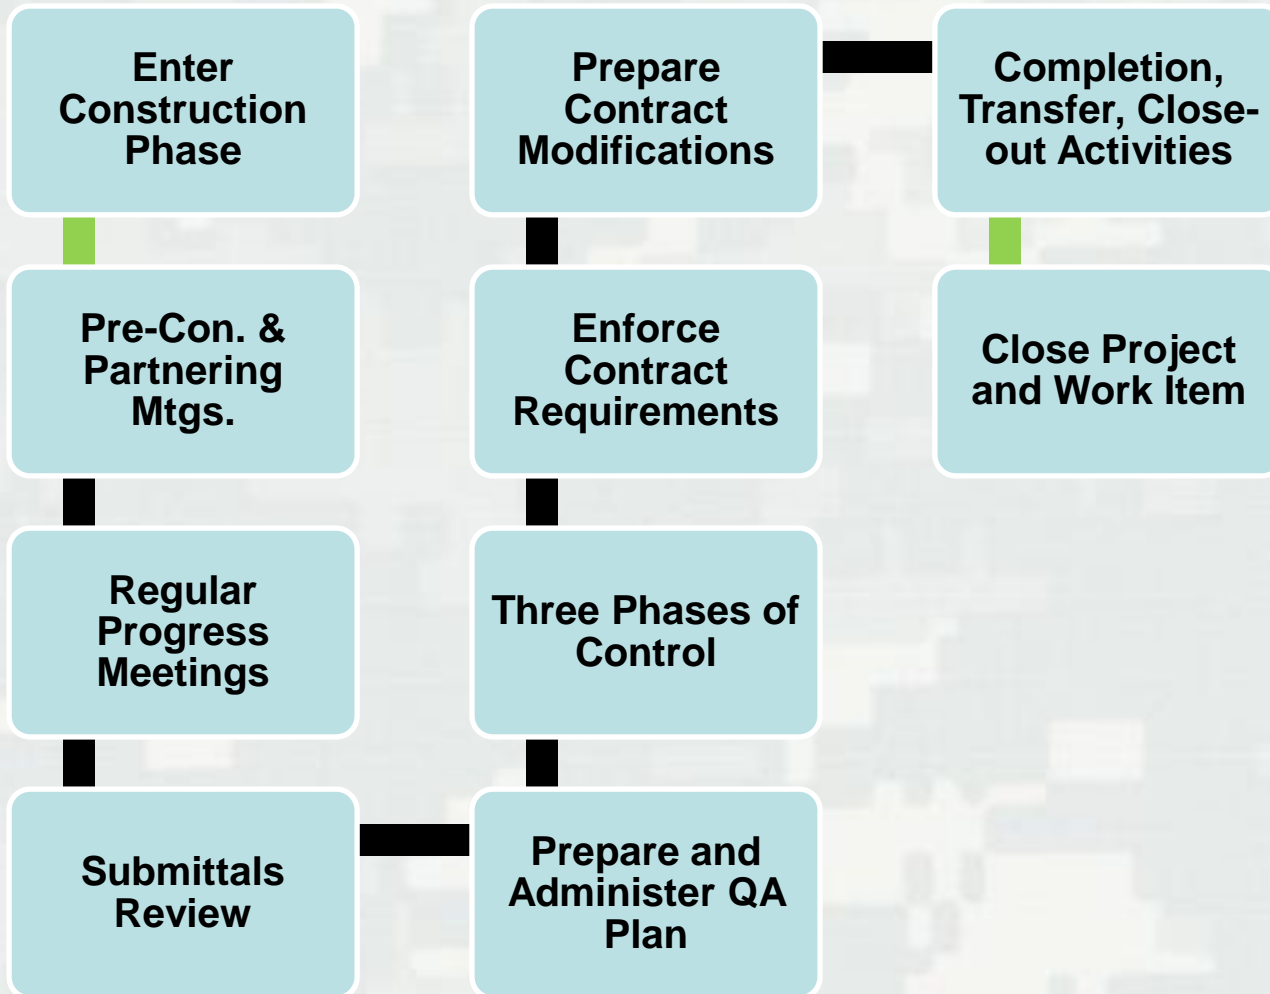 Enter
Construction
Phase
Pre-Con. &
Partnering
Mtgs.
Regular
Progress
Meetings
Submittals
Review
Prepare and
Administer QA
Plan
Three Phases of
Control
Enforce
Contract
Requirements
Prepare
Contract
Modifications
Completion,
Transfer, Close-
out Activities
Close Project
and Work Item